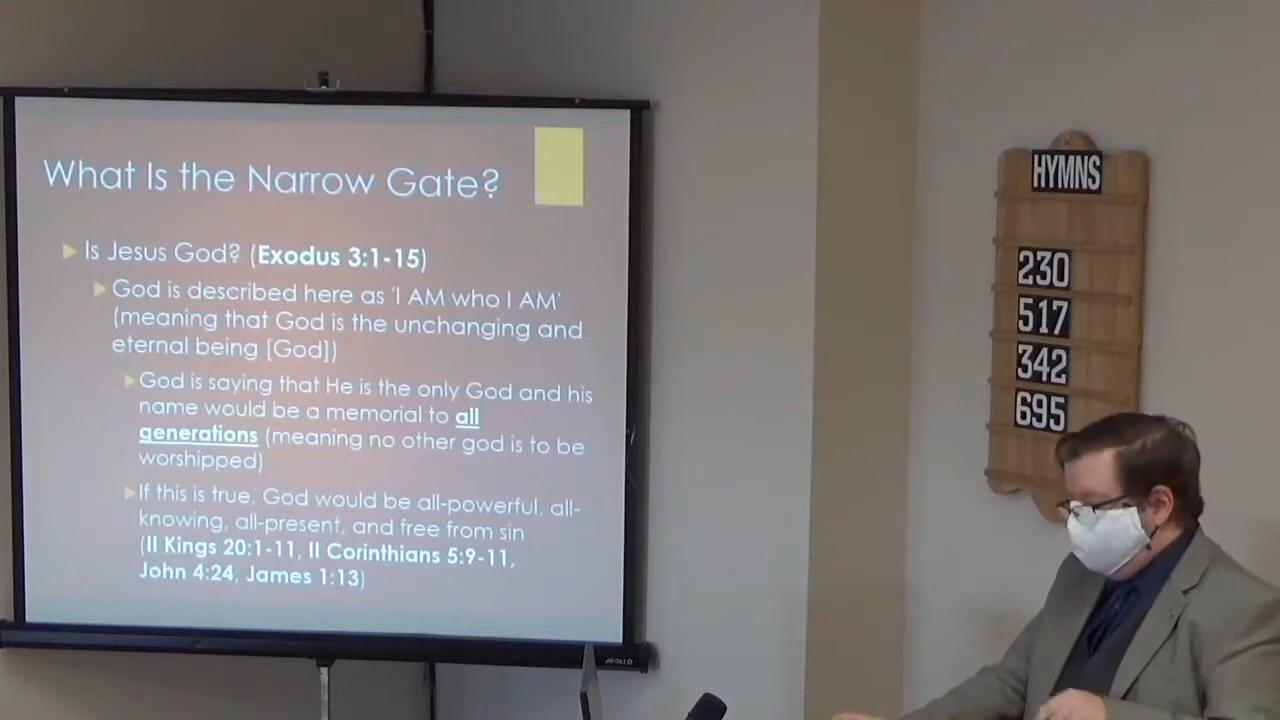 What Is the Narrow Gate?
Is Jesus God? (Exodus 3:1-15)
God is described here as 'I AM who I AM'
(meaning that God is the unchanging and
eternal being [God])
God is saying that He is the only God and his
name would be a memorial to all
generations (meaning no other god is to be
worshipped)
If this is true, God would be all-powerful, all-
knowing, all-present, and free from sin
(II Kings 20:1-11, II Corinthians 5:9-11,
John 4:24, James 1:13)
APOLLO
HYMNS
230
517
342
695